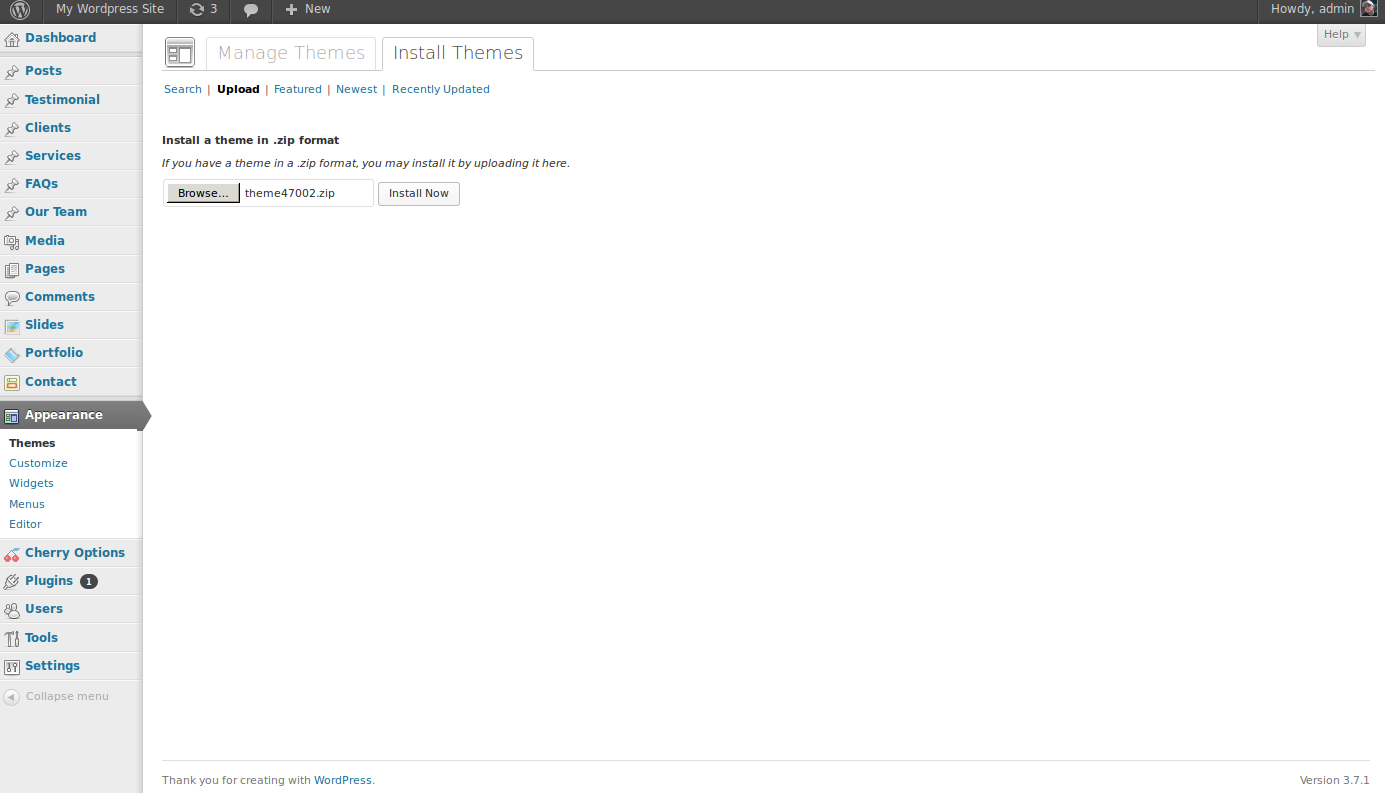 My Wordpress Site 3 New Howdy, admin
Help
Manage Themes Install Themes
Search | Upload | Featured | Newest | Recently Updated
Install a theme in .zip format
If you have a theme in a .zip format, you may install it by uploading it here.
Browse... theme47002.zip Install Now
Dashboard
Posts
Testimonial
Clients
Services
FAQs
Our Team
Media
Pages
Comments
Slides
Portfolio
Contact
Appearance
Themes
Customize
Widgets
Menus
Editor
Cherry Options
Plugins 1
Users
Tools
Settings
Collapse menu
Thank you for creating with WordPress. Version 3.7.1